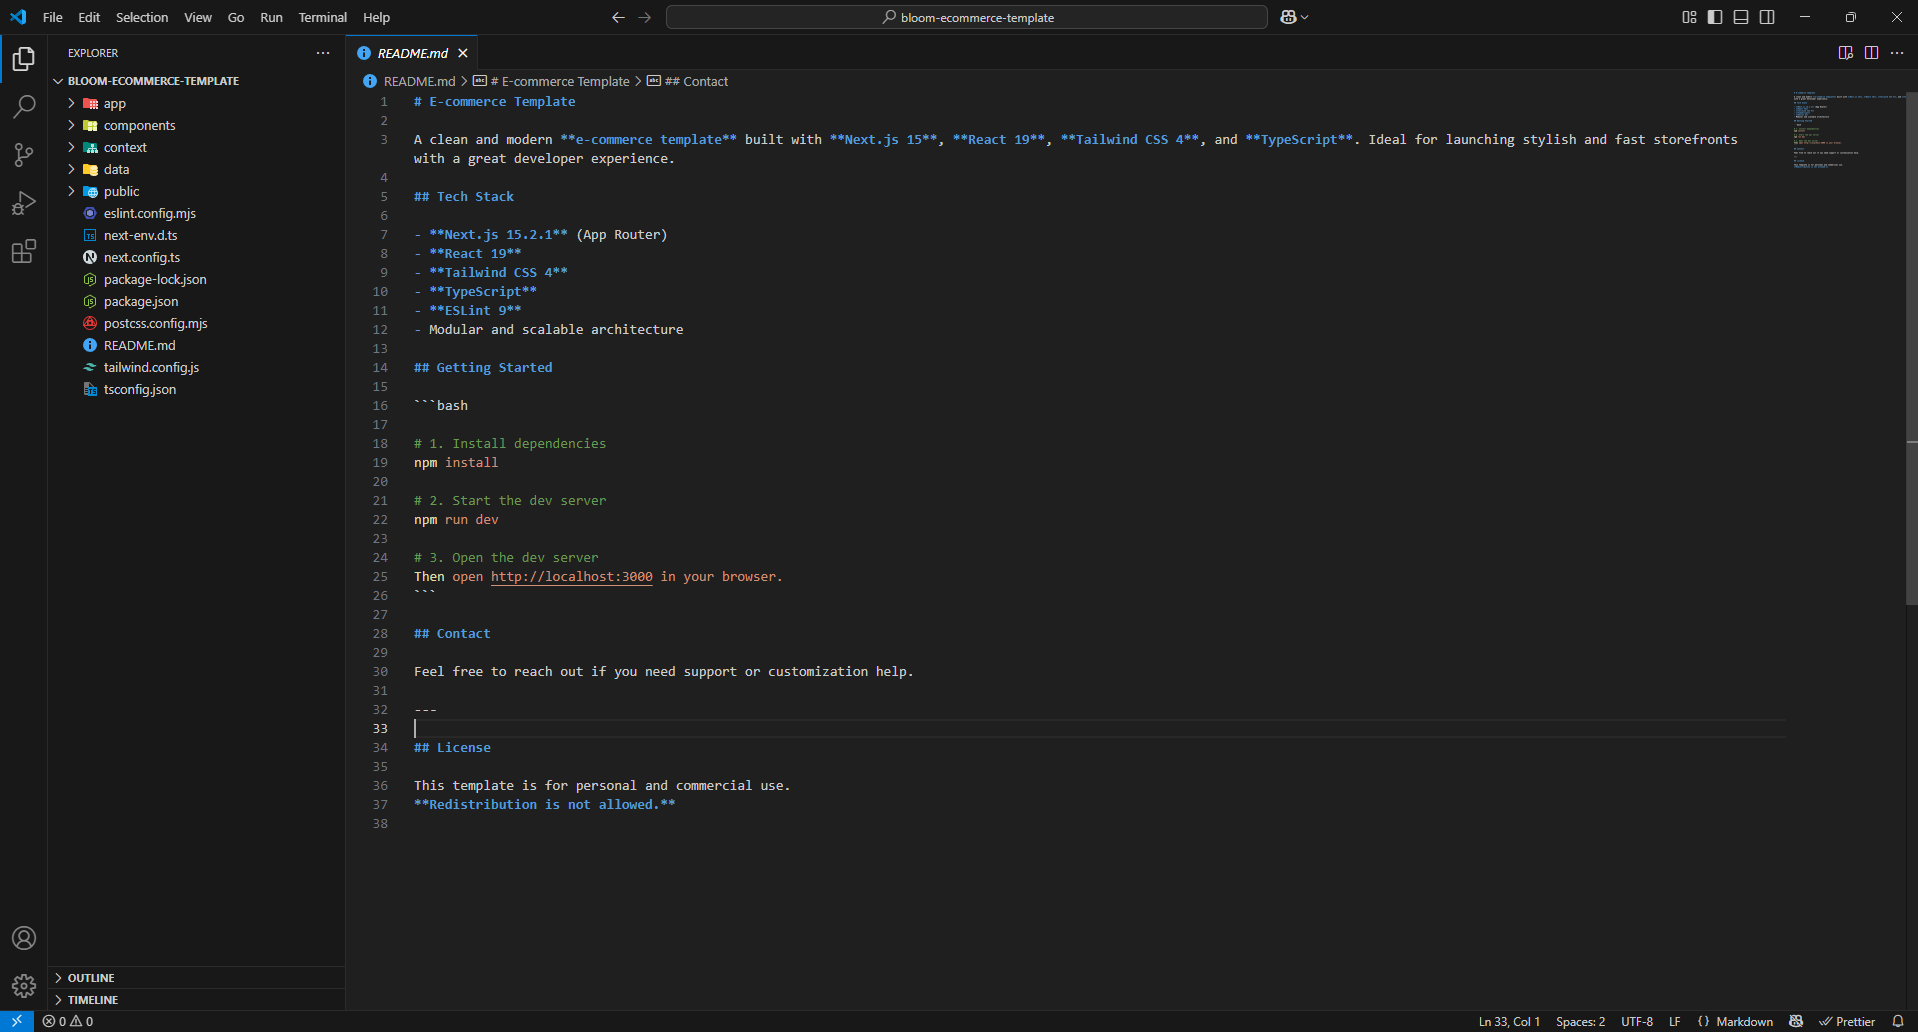 File Edit Selection View Go Run Terminal Help
bloom-ecommerce-template
EXPLORER
BLOOM-ECOMMERCE-TEMPLATE
app
components
context
data
public
eslint.config.mjs
next-env.d.ts
next.config.ts
package-lock.json
package.json
postcss.config.mjs
README.md
tailwind.config.js
tsconfig.json
OUTLINE
TIMELINE
README.md
README.md > # E-commerce Template > ## Contact
1 # E-commerce Template
2
3 A clean and modern **e-commerce template** built with **Next.js 15**, **React 19**, **Tailwind CSS 4**, and **TypeScript**. Ideal for launching stylish and fast storefronts
with a great developer experience.
4
5 ## Tech Stack
6
7 - **Next.js 15.2.1** (App Router)
8 - **React 19**
9 - **Tailwind CSS 4**
10 - **TypeScript**
11 - **ESLint 9**
12 - Modular and scalable architecture
13
14 ## Getting Started
15
16 ```bash
17
18 # 1. Install dependencies
19 npm install
20
21 # 2. Start the dev server
22 npm run dev
23
24 # 3. Open the dev server
25 Then open http://localhost:3000 in your browser.
26 ```
27
28 ## Contact
29
30 Feel free to reach out if you need support or customization help.
31
32 ---
33
34 ## License
35
36 This template is for personal and commercial use.
37 **Redistribution is not allowed.**
38
0 0
Ln 33, Col 1 Spaces: 2 UTF-8 LF {} Markdown Prettier